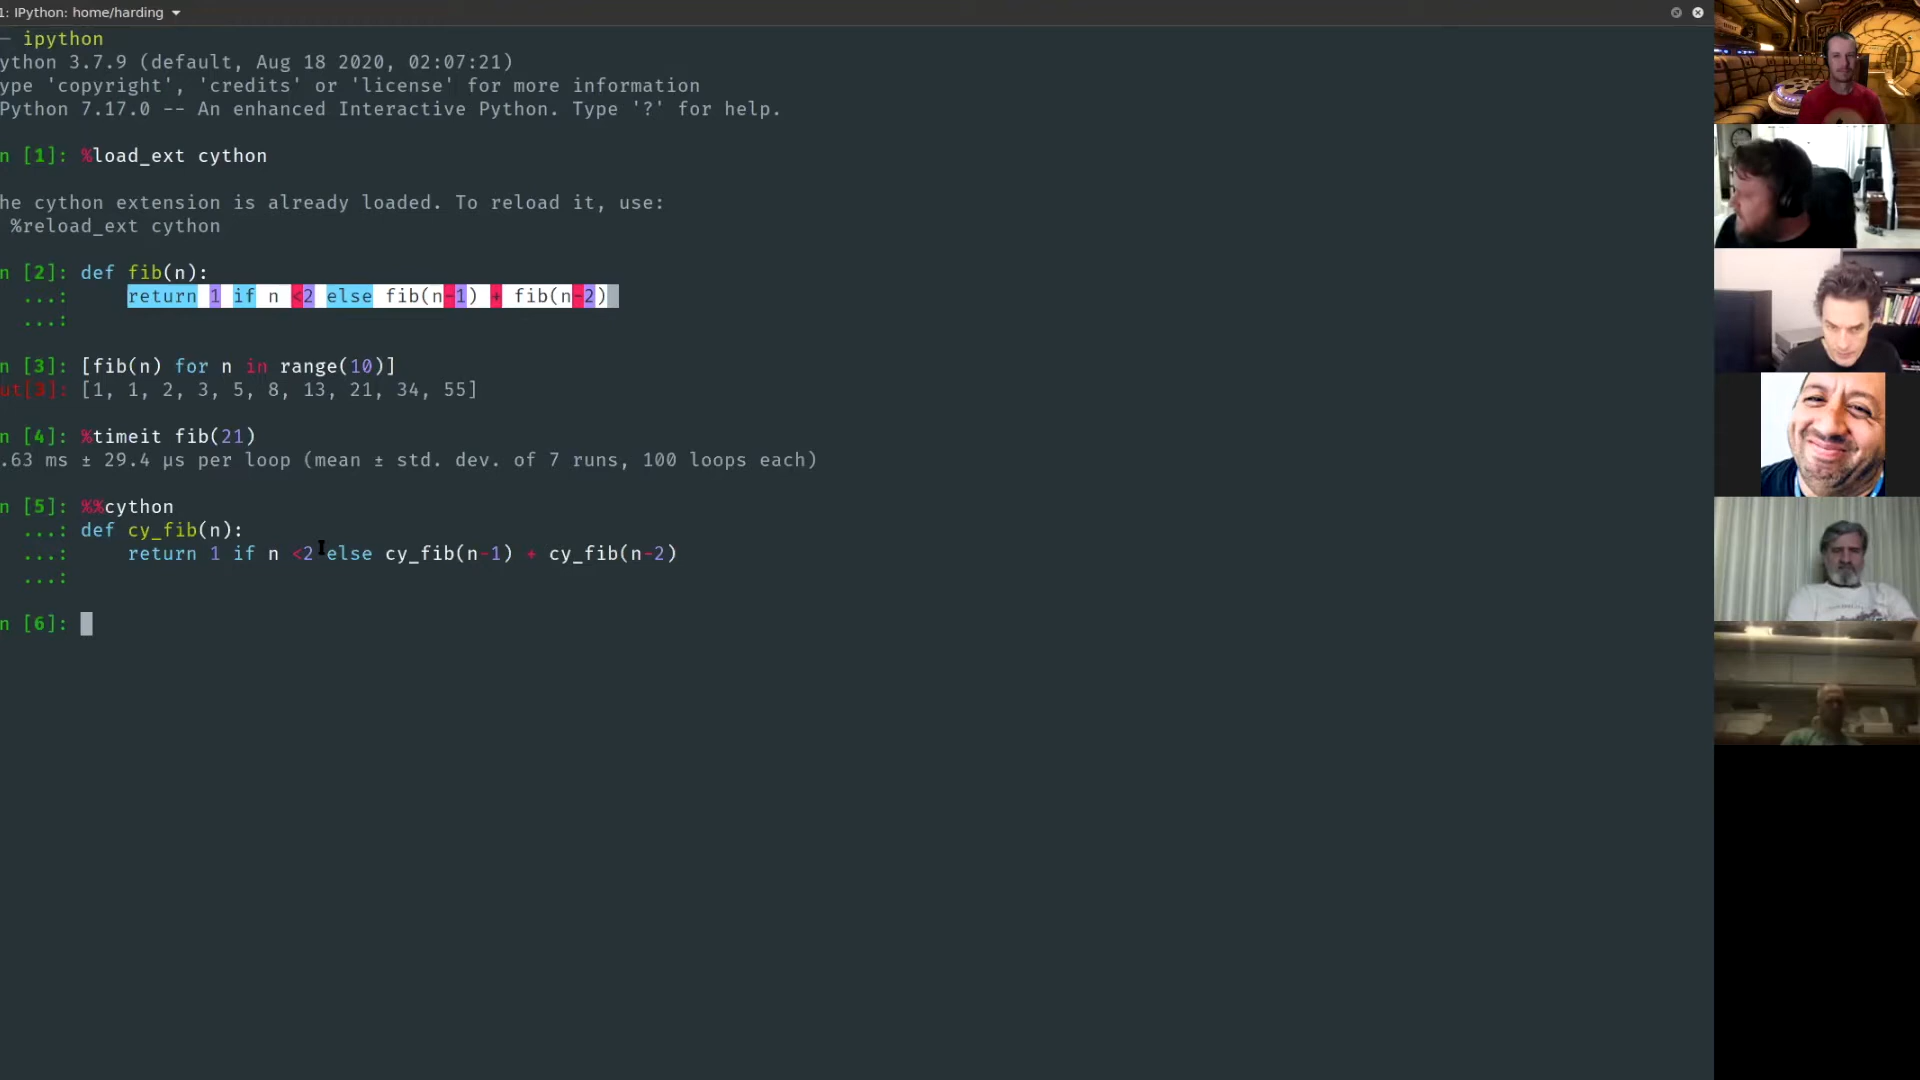 1: IPython: home/harding
— ipython
ython 3.7.9 (default, Aug 18 2020, 02:07:21)
ype 'copyright', 'credits' or 'license' for more information
Python 7.17.0 -- An enhanced Interactive Python. Type '?' for help.
n [1]: %load_ext cython
he cython extension is already loaded. To reload it, use:
%reload_ext cython
n [2]: def fib(n):
...: return 1 if n <2 else fib(n-1) + fib(n-2)
...:
n [3]: [fib(n) for n in range(10)]
ut[3]: [1, 1, 2, 3, 5, 8, 13, 21, 34, 55]
n [4]: %timeit fib(21)
.63 ms ± 29.4 µs per loop (mean ± std. dev. of 7 runs, 100 loops each)
n [5]: %%cython
...: def cy_fib(n):
...: return 1 if n <2 else cy_fib(n-1) + cy_fib(n-2)
...:
n [6]: